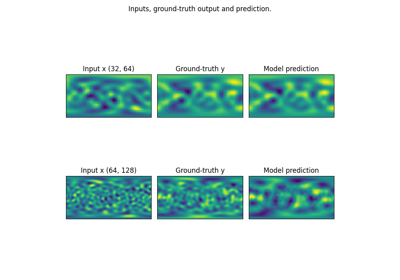 Inputs, ground-truth output and prediction.
Input x (32, 64)
Ground-truth y
Model prediction
Input x (64, 128)
Ground-truth y
Model prediction